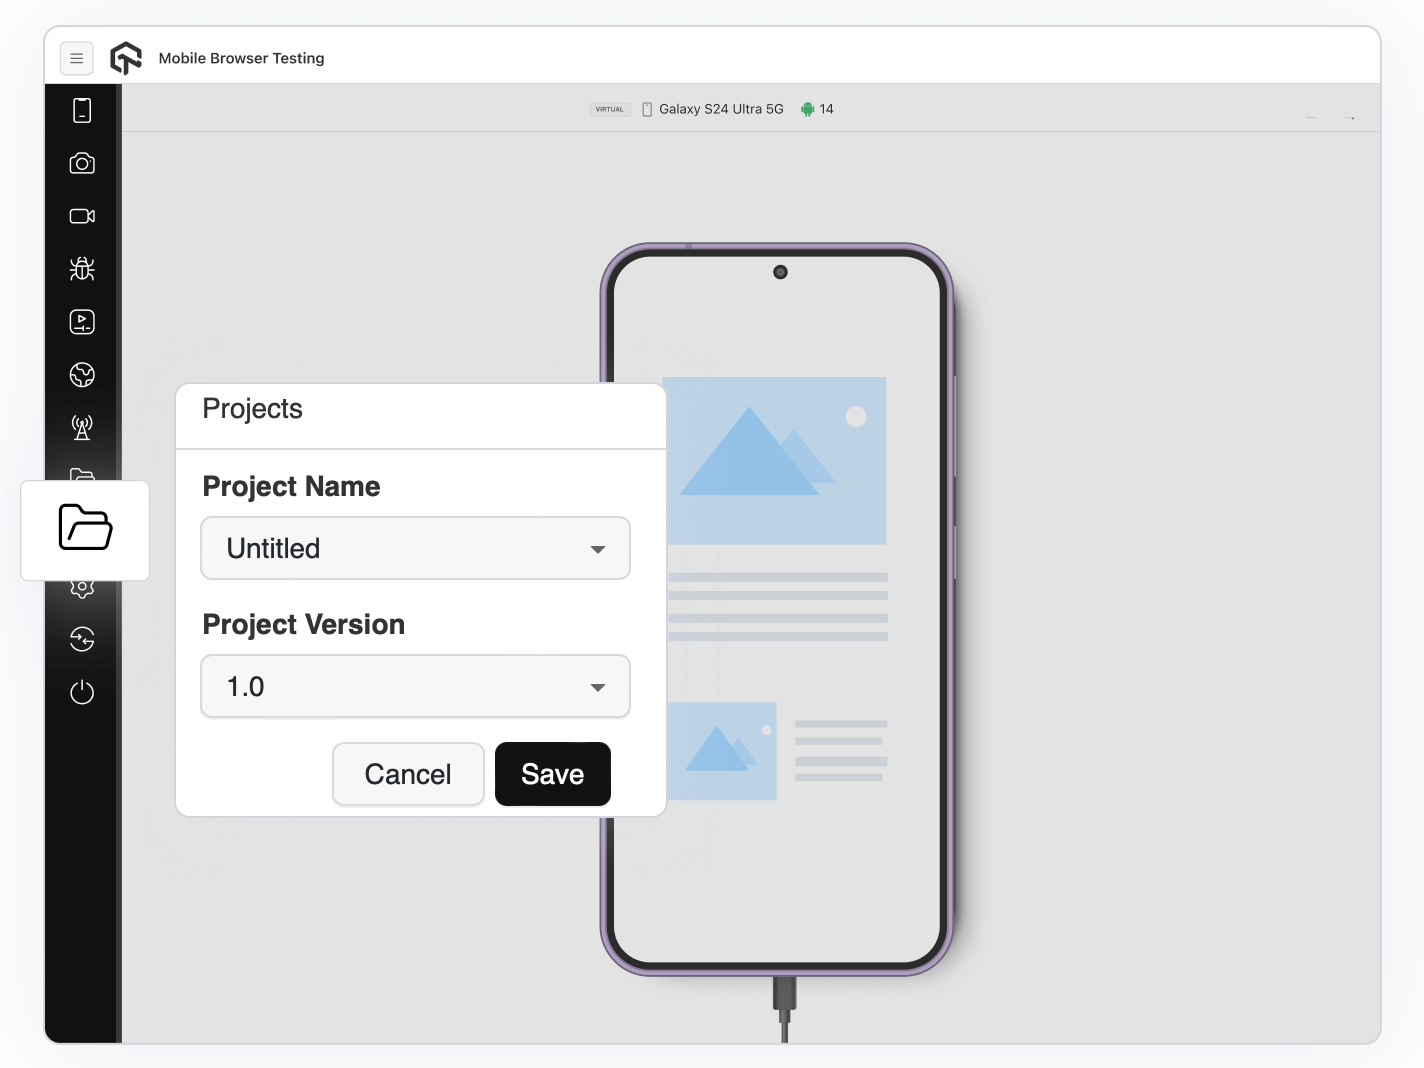 Mobile Browser Testing
VIRTUAL Galaxy S24 Ultra 5G 14
Projects
Project Name
Untitled
Project Version
1.0
Cancel Save